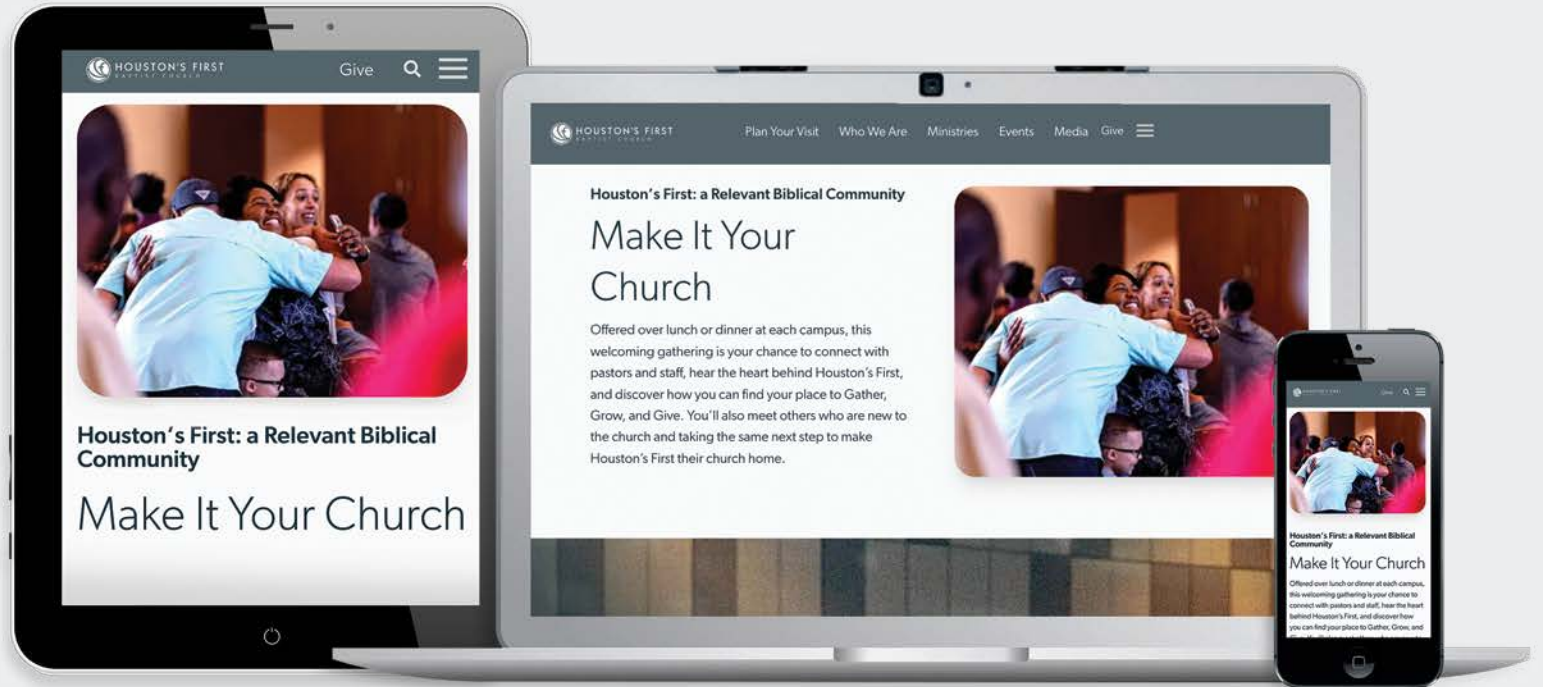 HOUSTON'S FIRST
BAPTIST CHURCH
Give
Houston's First: a Relevant Biblical
Community
Make It Your Church
HOUSTON'S FIRST
BAPTIST CHURCH
Plan Your Visit Who We Are Ministries Events Media Give
Houston's First: a Relevant Biblical Community
Make It Your
Church
Offered over lunch or dinner at each campus, this
welcoming gathering is your chance to connect with
pastors and staff, hear the heart behind Houston's First,
and discover how you can find your place to Gather,
Grow, and Give. You'll also meet others who are new to
the church and taking the same next step to make
Houston's First their church home.
HOUSTON'S FIRST
Give
Houston's First: a Relevant Biblical
Community
Make It Your Church
Offered over lunch or dinner at each campus,
this welcoming gathering is your chance to
connect with pastors and staff, hear the heart
behind Houston's First, and discover how
you can find your place to Gather, Grow, and